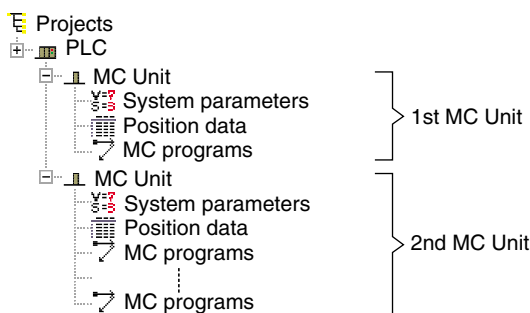 Projects
PLC
MC Unit
System parameters
Position data
MC programs
1st MC Unit
MC Unit
System parameters
Position data
MC programs
MC programs
2nd MC Unit